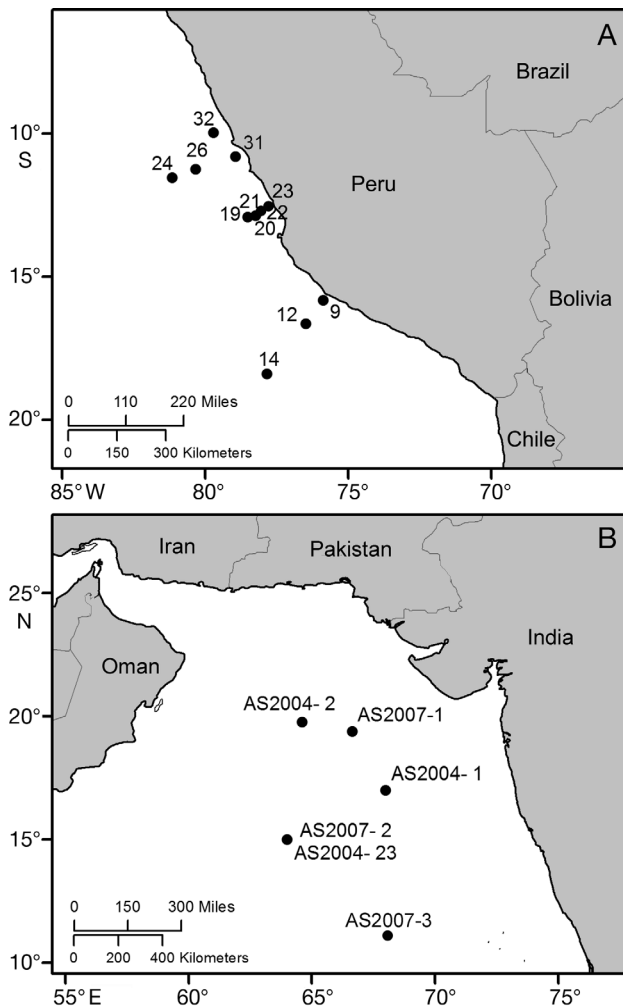 A
Brazil
10°
S
32
31
26
24
Peru
21
23
19
22
20
15°
Bolivia
12
9
14
0 110 220 Miles
20°
0 150 300 Kilometers
Chile
85°W 80° 75° 70°
B
Iran
Pakistan
25°
N
India
Oman
AS2004- 2
AS2007-1
20°
AS2004- 1
AS2007- 2
15°
AS2004- 23
0 150 300 Miles
AS2007-3
0 200 400 Kilometers
10°
55°E 60° 65° 70° 75°